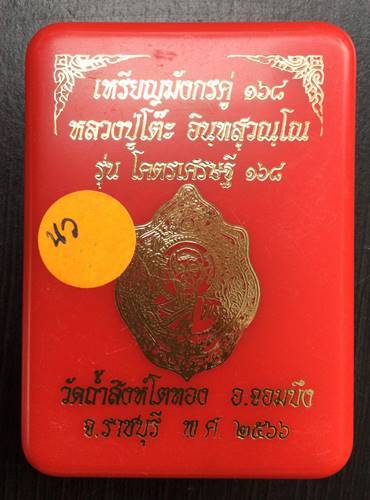 เหรียญมังกรคู่ ๑๖๘
หลวงปู่โต๊ะ อินฺทสุวณฺโณ
รุ่น โคตรเศรษฐี ๑๖๘
นว
วัดถ้ำสิงห์โตทอง อ.จอมบึง
จ.ราชบุรี พ.ศ. ๒๕๖๖